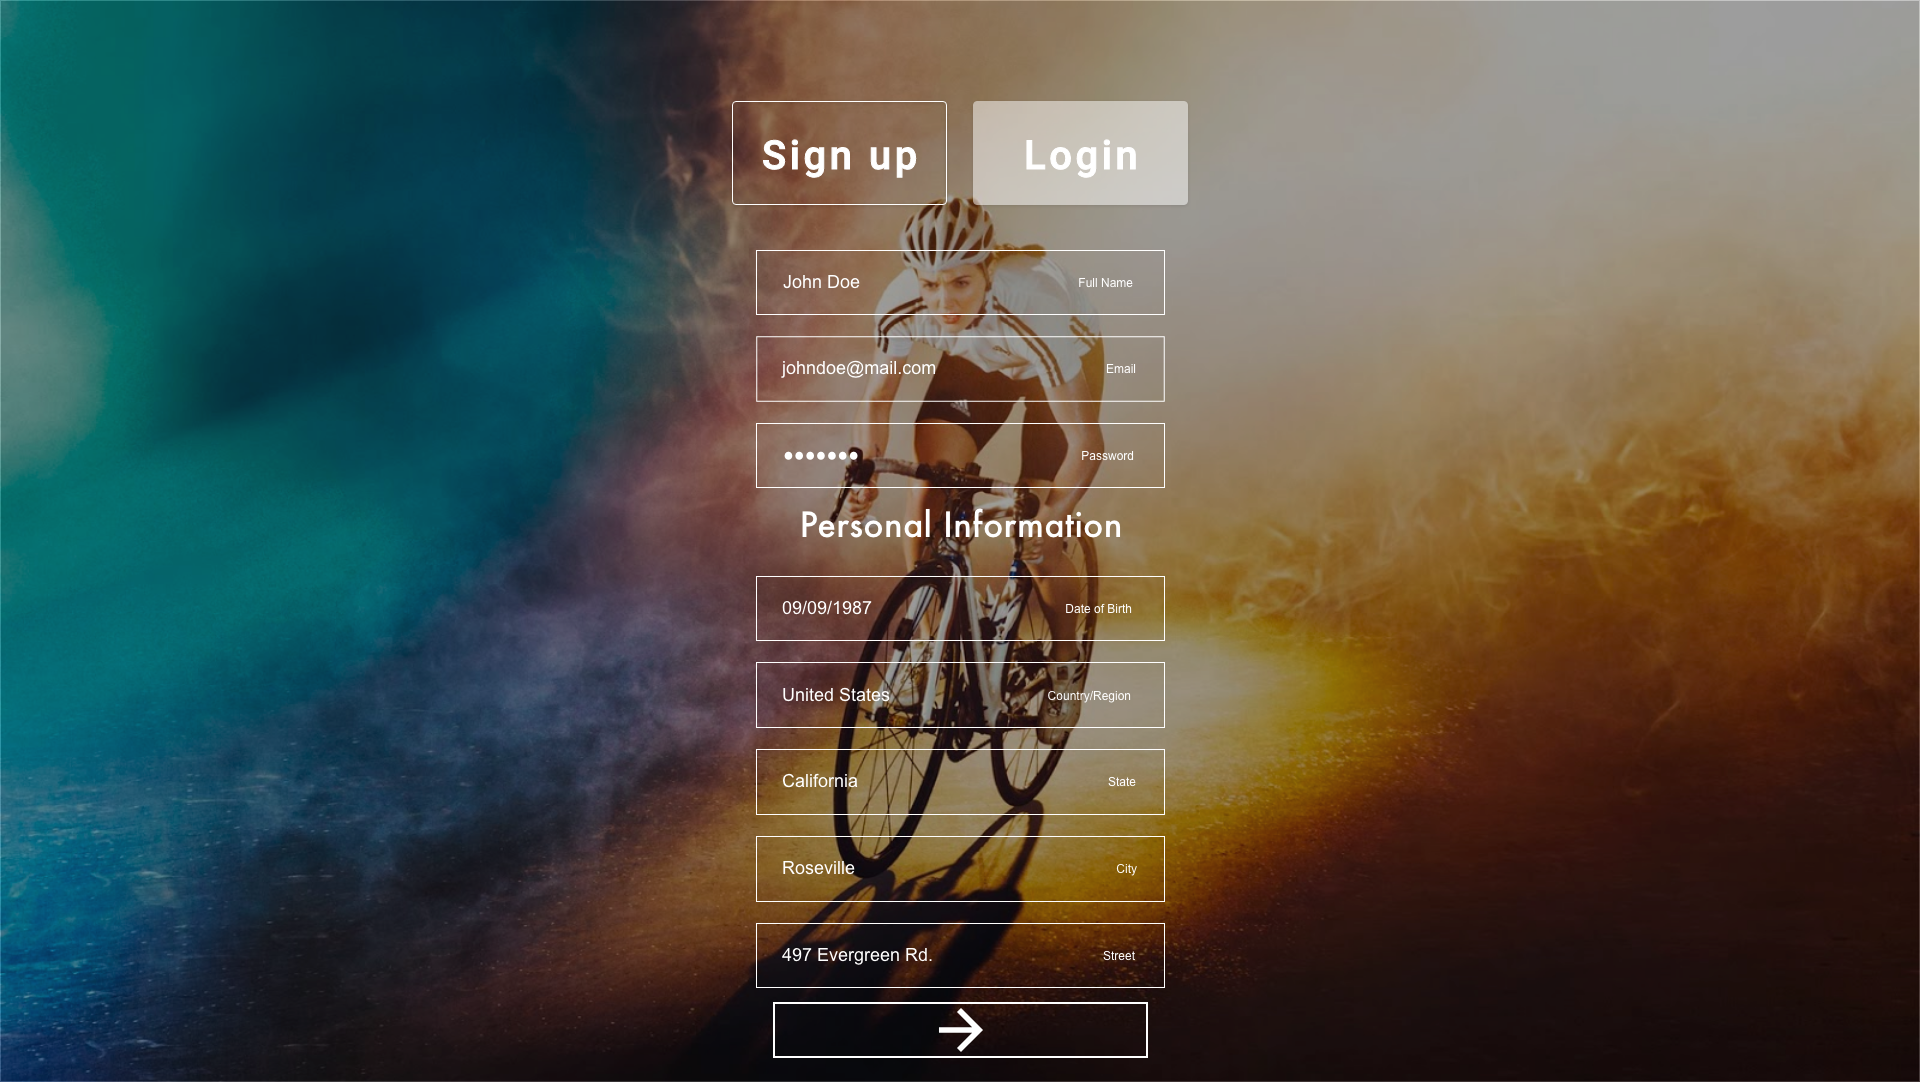 Sign up Login
John Doe Full Name
johndoe@mail.com Email
••••••• Password
Personal Information
09/09/1987 Date of Birth
United States Country/Region
California State
Roseville City
497 Evergreen Rd. Street